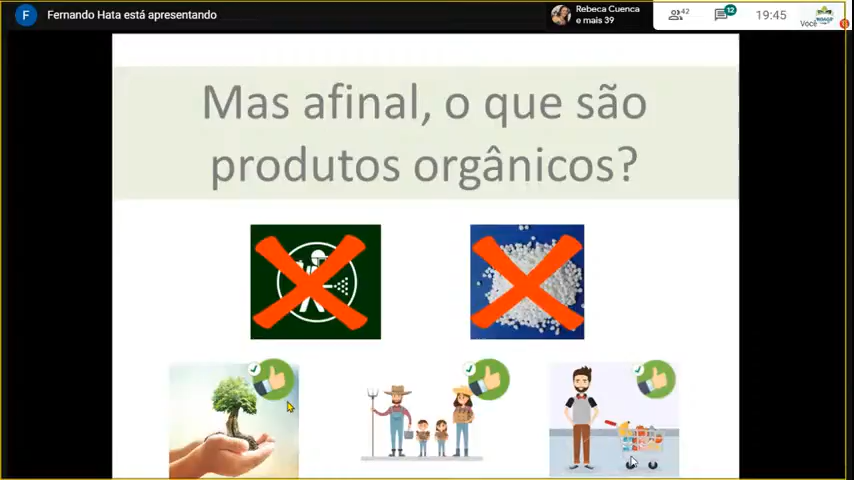 F
Fernando Hata está apresentando
Rebeca Cuenca
e mais 39
42
12
19:45
Você
Mas afinal, o que são
produtos orgânicos?